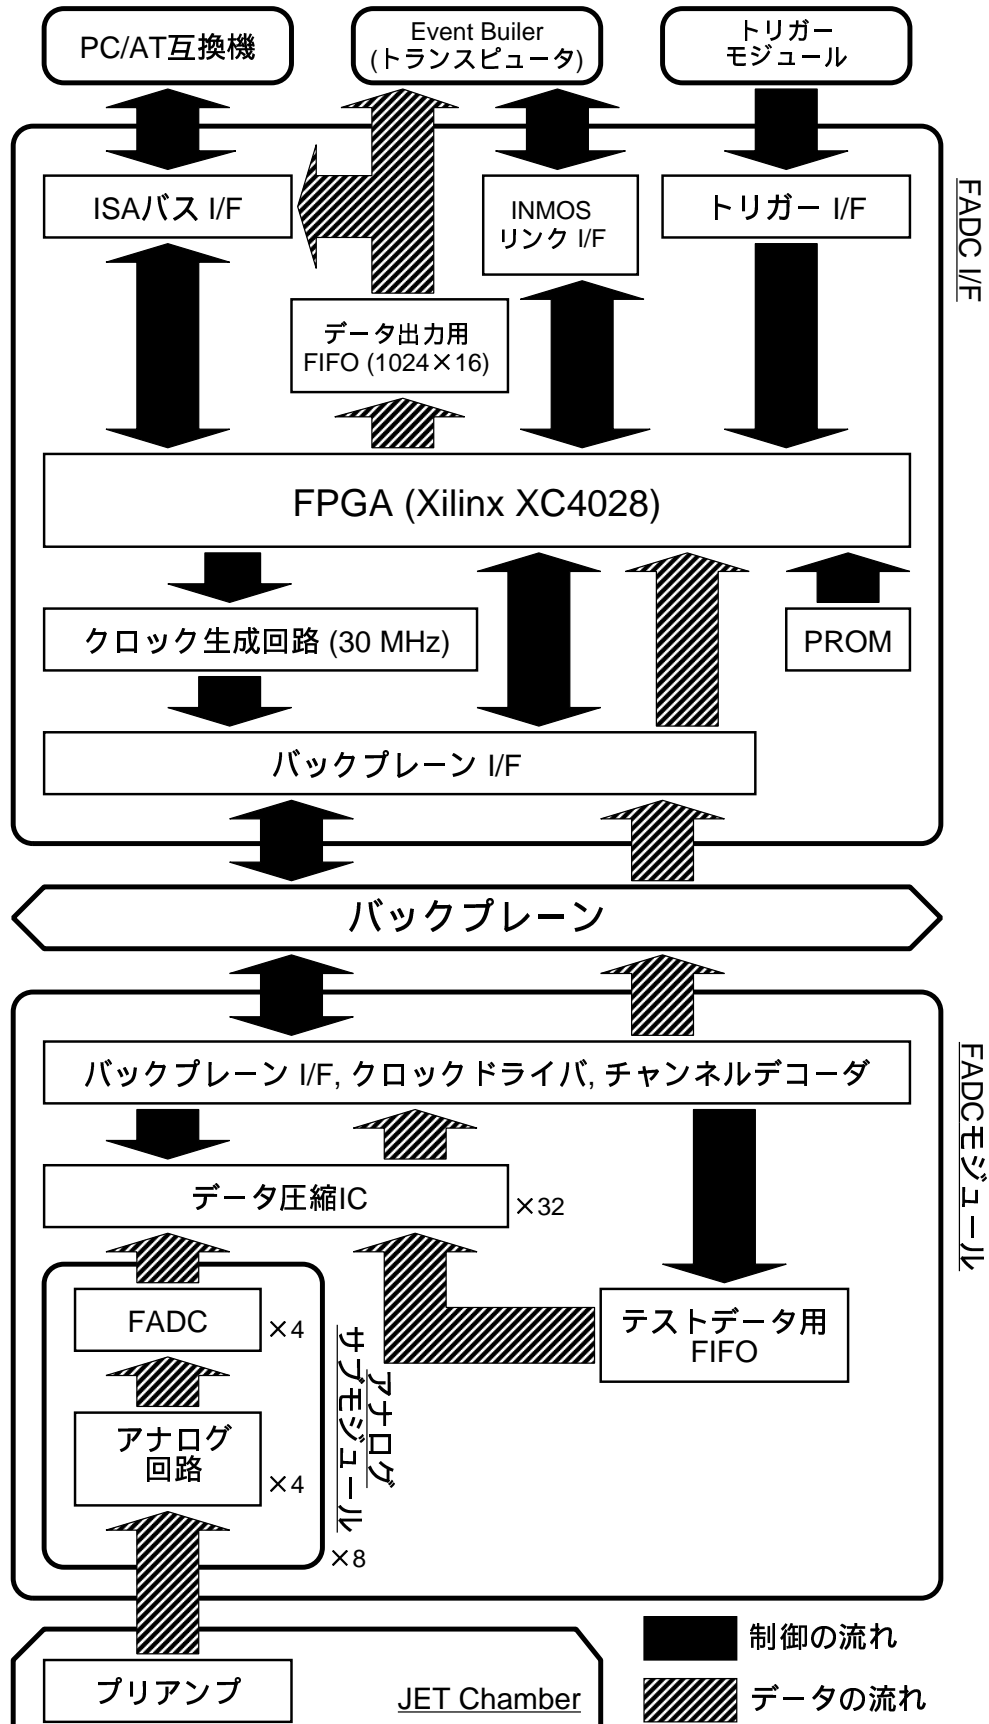 PC/AT互換機
Event Builer
(トランスピュータ)
トリガー
モジュール
FADC I/F
ISAバス I/F
INMOS
リンク I/F
トリガー I/F
データ出力用
FIFO (1024×16)
FPGA (Xilinx XC4028)
クロック生成回路 (30 MHz)
PROM
バックプレーン I/F
バックプレーン
FADCモジュール
バックプレーン I/F, クロックドライバ, チャンネルデコーダ
データ圧縮IC
×32
FADC
×4
テストデータ用
FIFO
アナログ
サブモジュール
アナログ
回路
×4
×8
プリアンプ
JET Chamber
制御の流れ
データの流れ